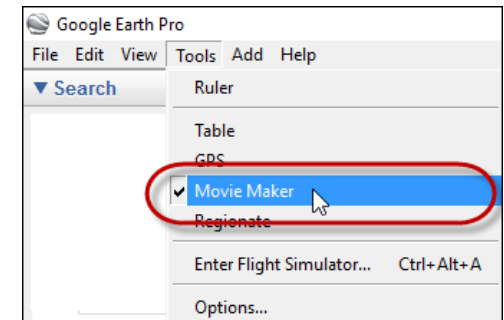 Google Earth Pro
File Edit View Tools Add Help
Search
Ruler
Table
GPS
Movie Maker
Regionate
Enter Flight Simulator... Ctrl+Alt+A
Options...